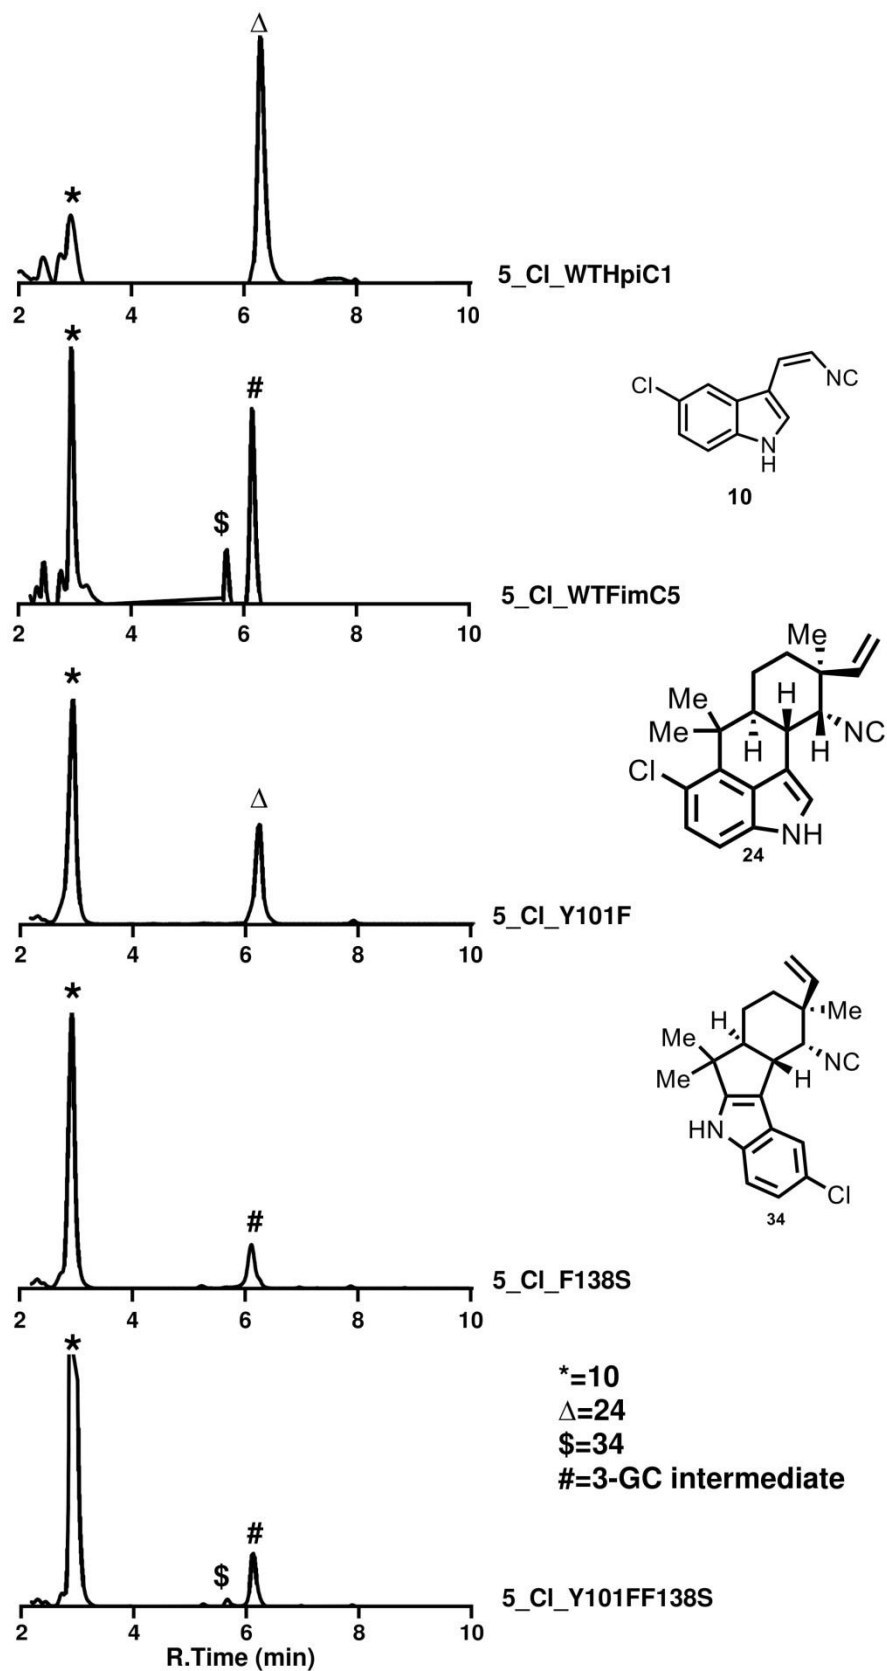 Δ
*
5_Cl_WTHpiC1
2 4 6 8 10
*
#
$
5_Cl_WTFimC5
2 4 6 8 10
Cl
NC
N
H
10
*
Δ
5_Cl_Y101F
2 4 6 8 10
Me
H
Me
Me
NC
H
H
Cl
NH
24
*
#
5_Cl_F138S
2 4 6 8 10
H
Me
Me
NC
Me
H
HN
Cl
34
*
$
#
5_Cl_Y101FF138S
2 4 6 8 10
R.Time (min)
*=10
Δ=24
$=34
#=3-GC intermediate